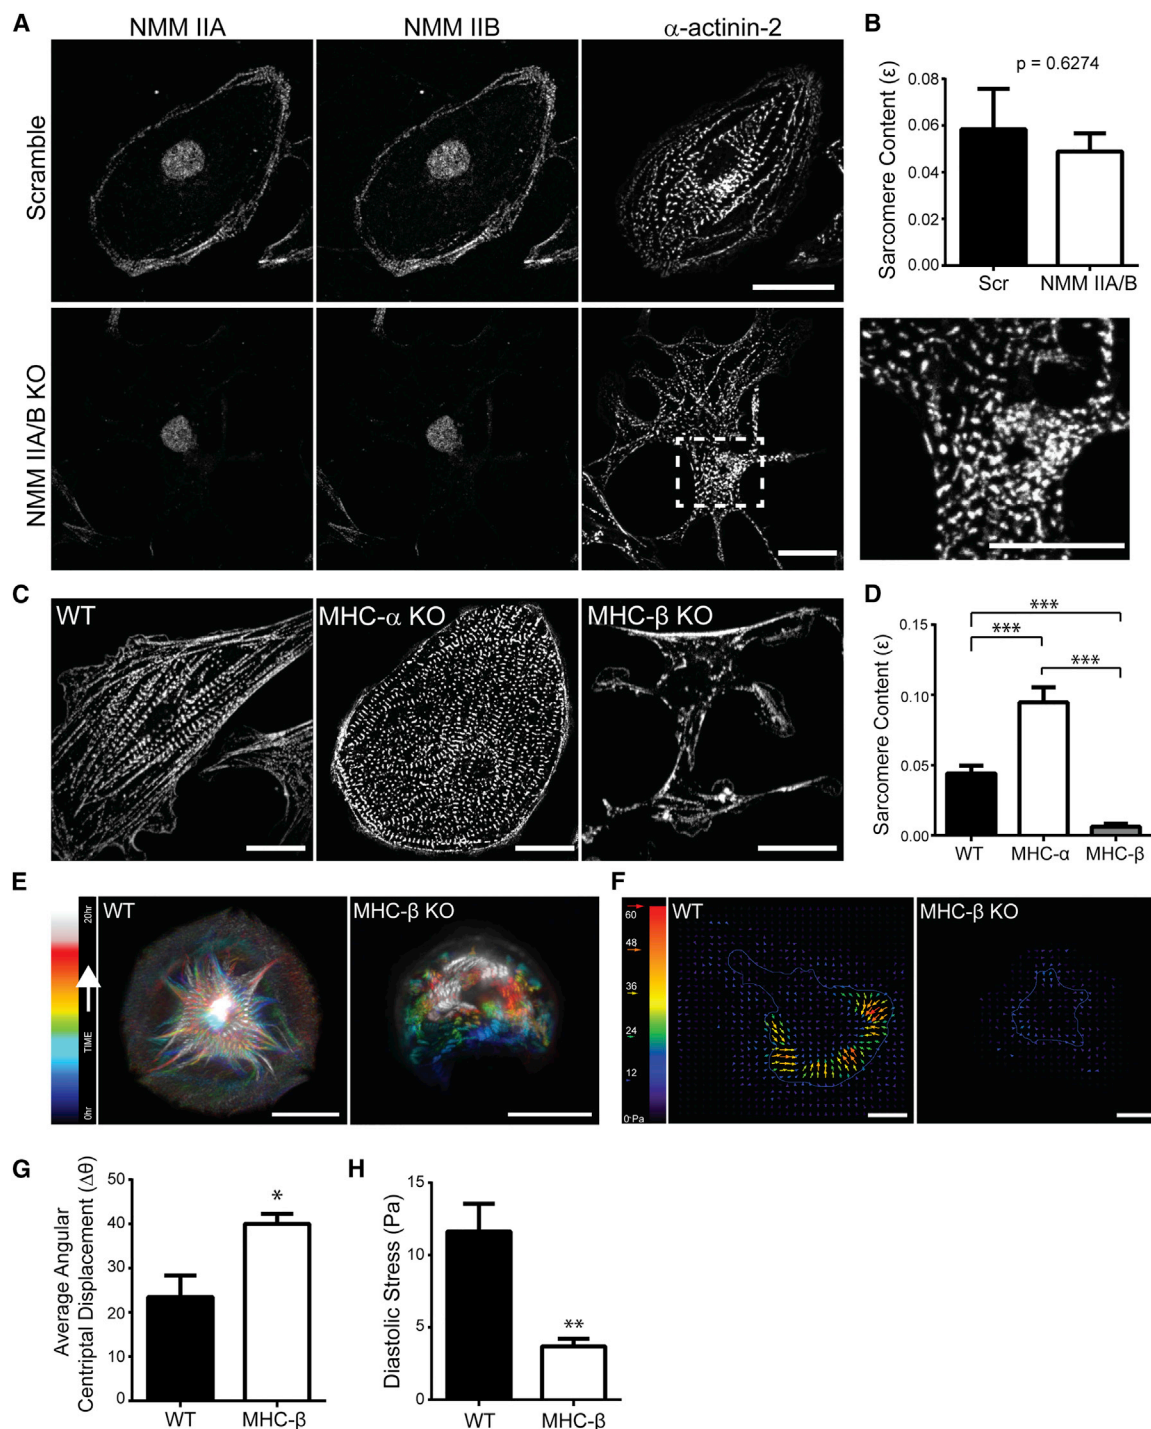 A
NMM IIA
NMM IIB
α-actinin-2
Scramble
NMM IIA/B KO
B
p = 0.6274
Sarcomere Content (ε)
0.08
0.06
0.04
0.02
0.00
Scr
NMM IIA/B
C
WT
MHC-α KO
MHC-β KO
D
***
***
***
Sarcomere Content (ε)
0.15
0.10
0.05
0.00
WT
MHC-α
MHC-β
E
20hr
TIME
0hr
WT
MHC-β KO
F
60
48
36
24
12
0 Pa
WT
MHC-β KO
G
Average Angular
Centriptal Displacement (Δθ)
50
40
30
20
10
0
*
WT
MHC-β
H
Diastolic Stress (Pa)
15
10
5
0
**
WT
MHC-β